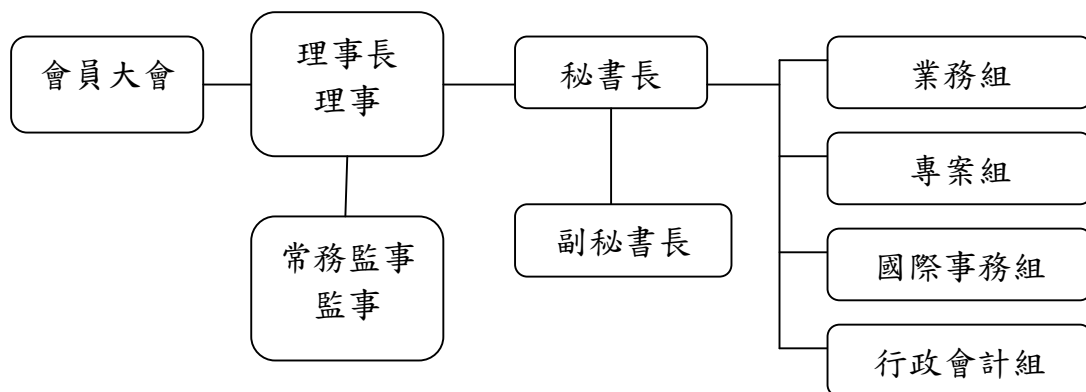 會員大會
理事長
理事
常務監事
監事
秘書長
副秘書長
業務組
專案組
國際事務組
行政會計組